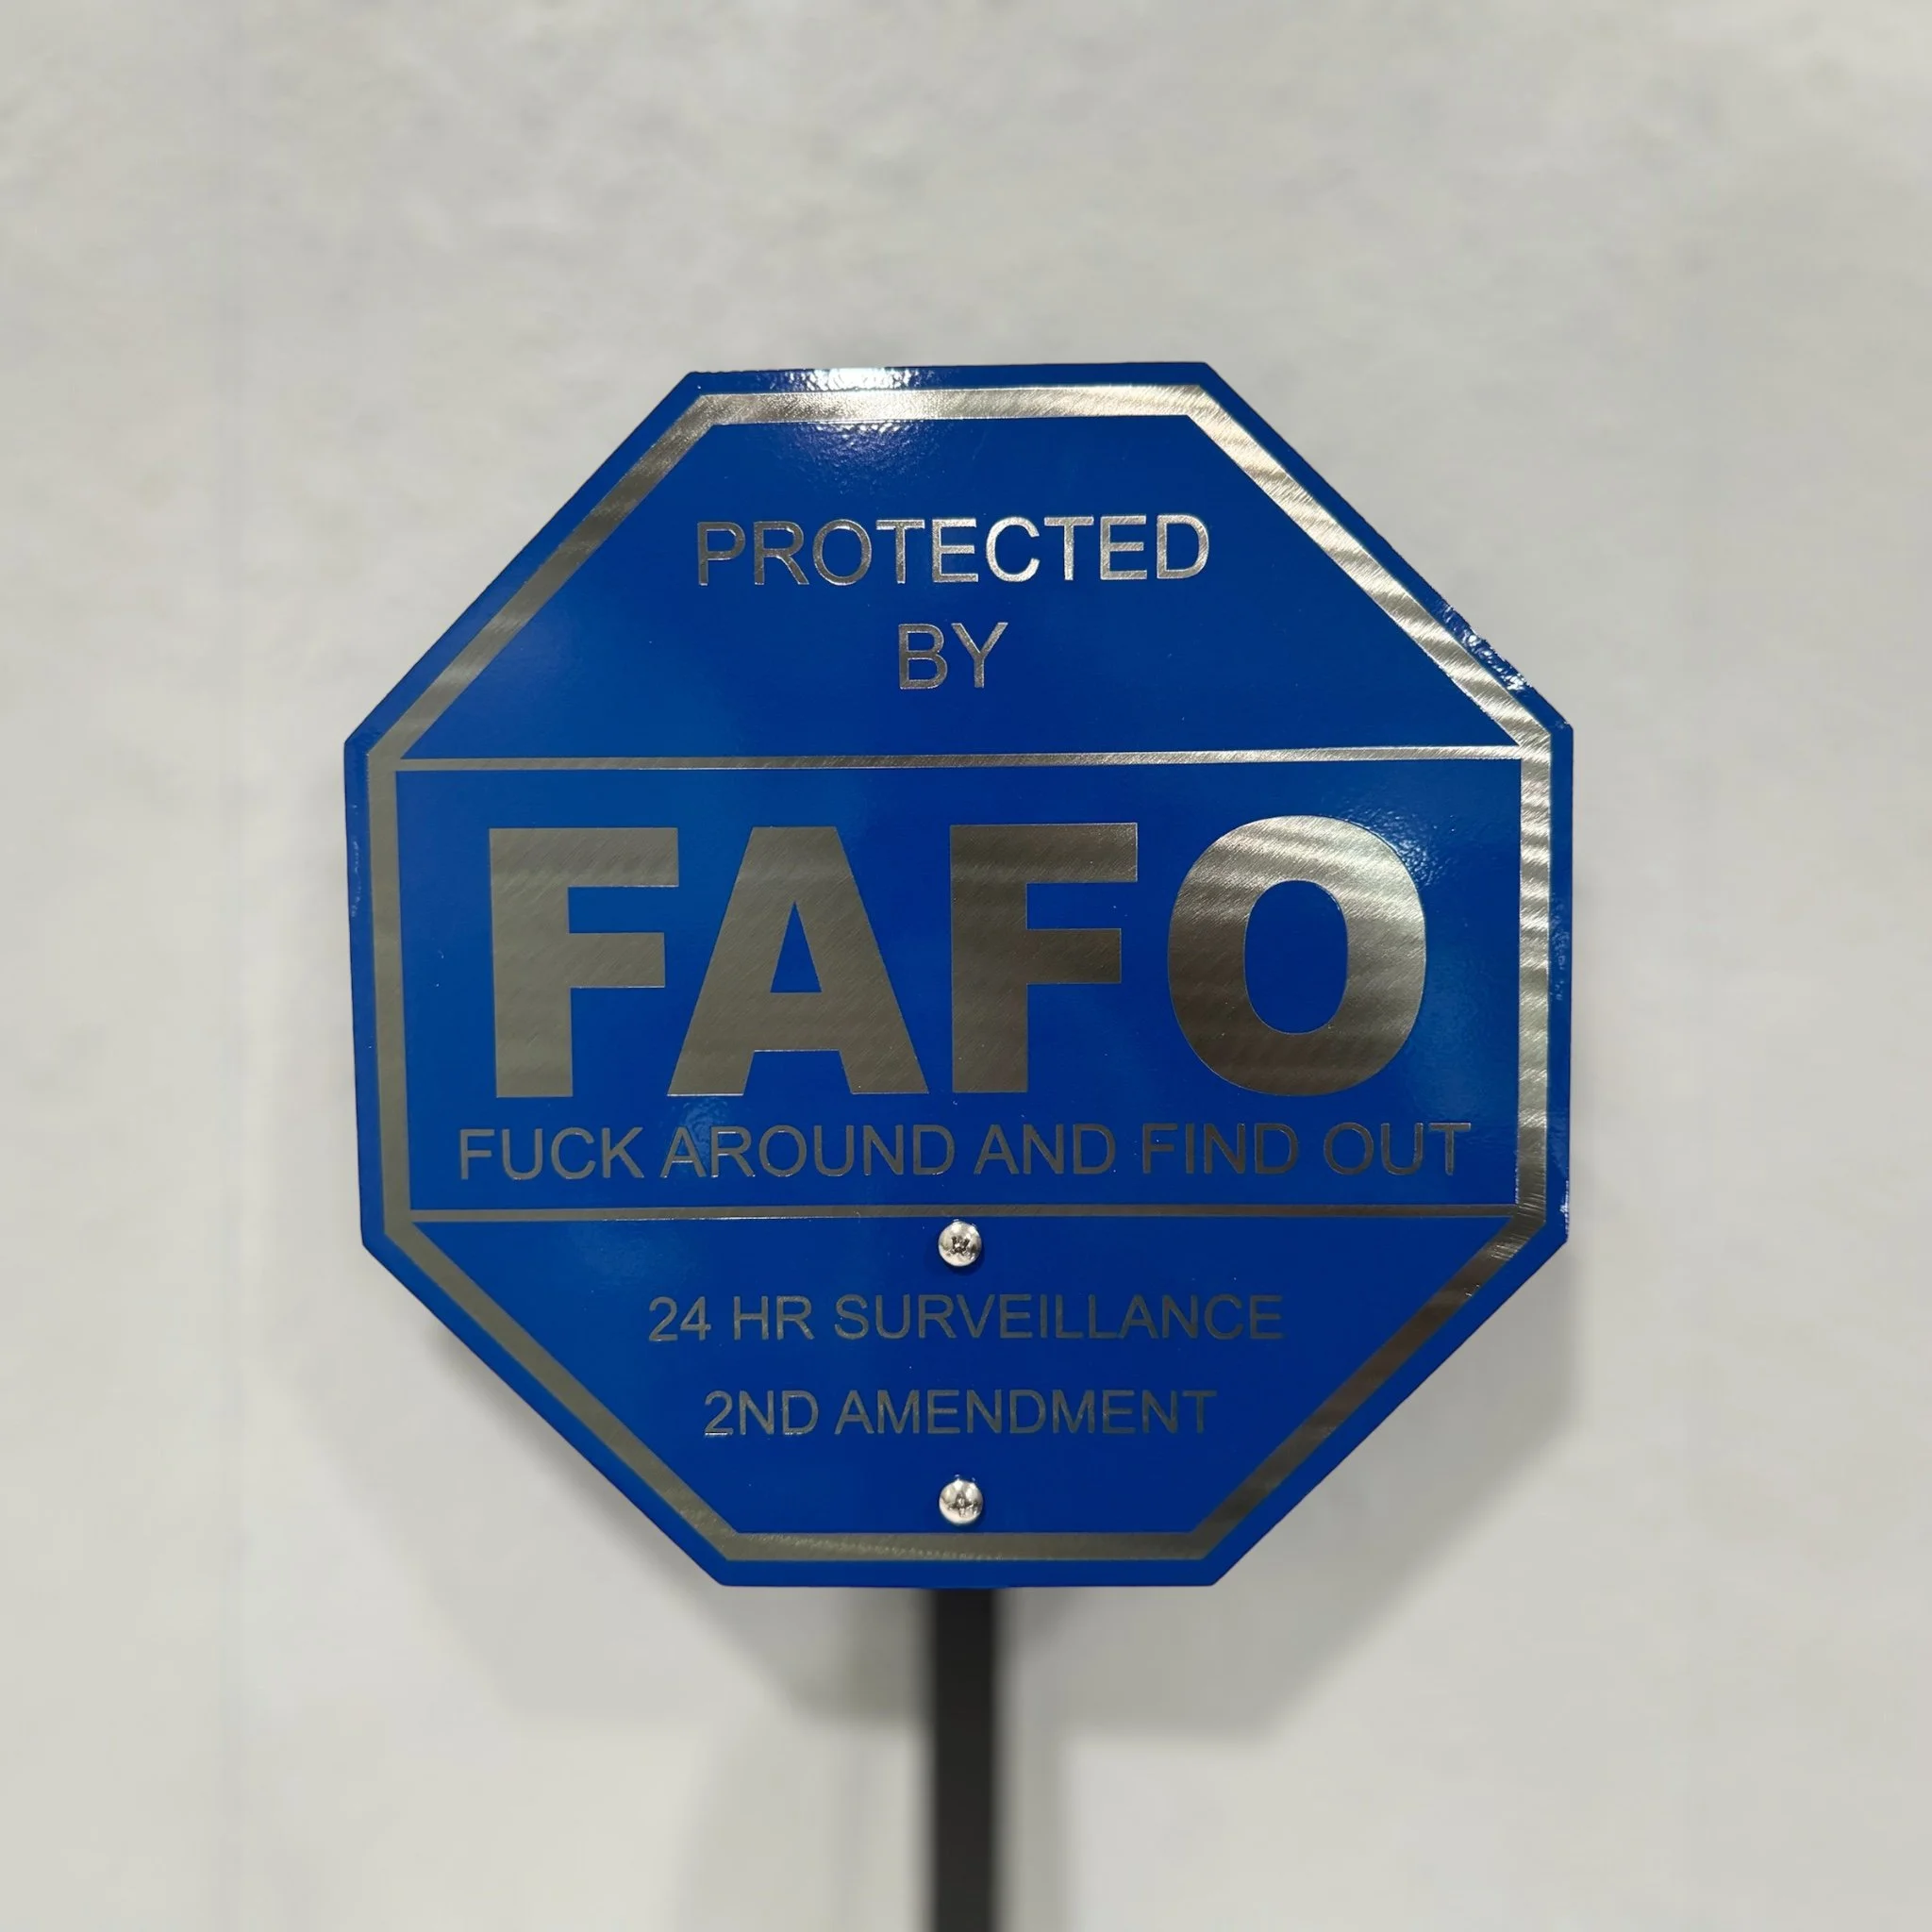 PROTECTED
BY
FAFO
FUCK AROUND AND FIND OUT
24 HR SURVEILLANCE
2ND AMENDMENT